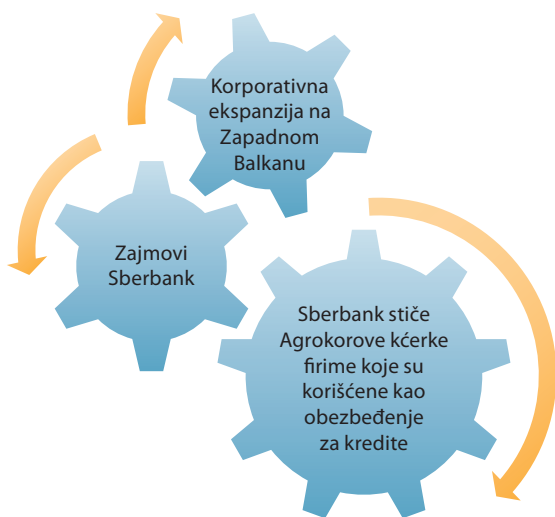 Korporativna
ekspanzija na
Zapadnom
Balkanu
Zajmovi
Sberbank
Sberbank stiče
Agrokorove kćerke
firime koje su
korišćene kao
obezbeđenje
za kredite